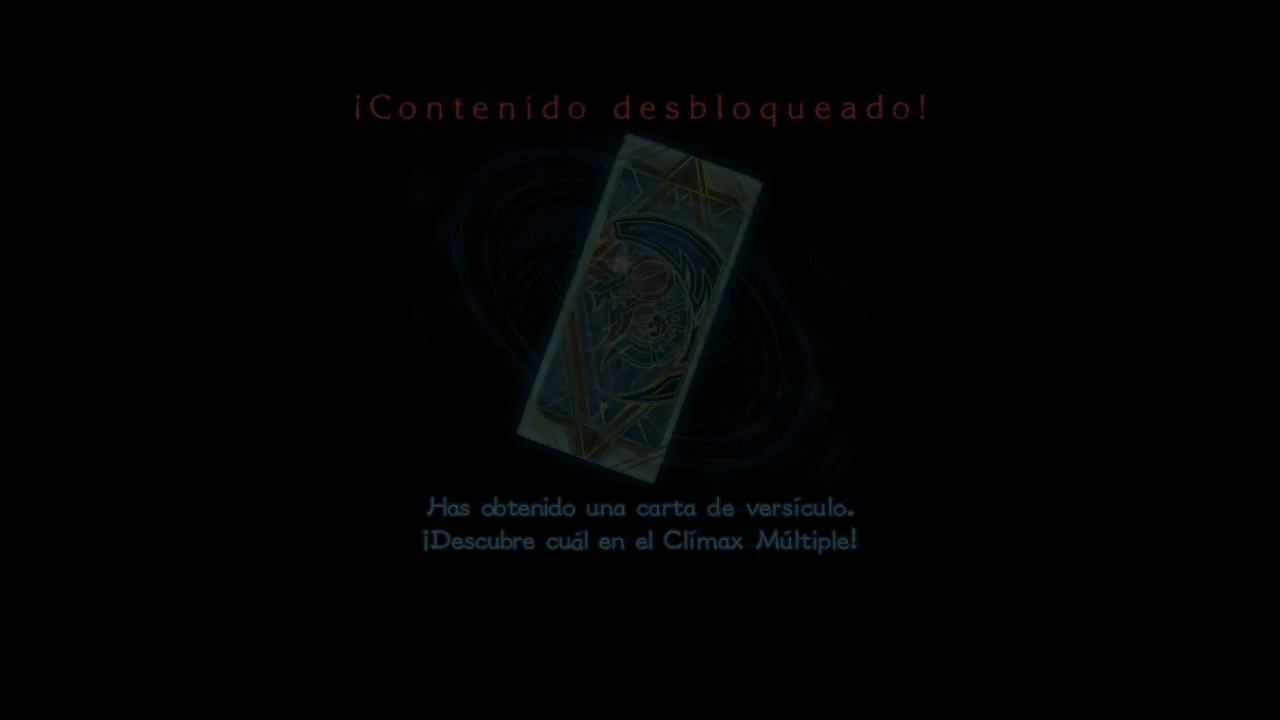 ¡Contenido desbloqueado!
Has obtenido una carta de versículo.
¡Descubre cuál en el Clímax Múltiple!